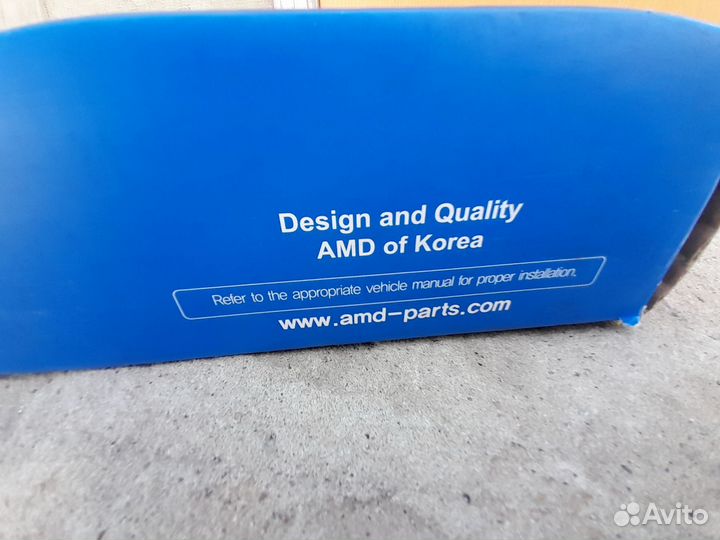 Design and Quality
AMD of Korea
Refer to the appropriate vehicle manual for proper installation.
www.amd-parts.com
Avito